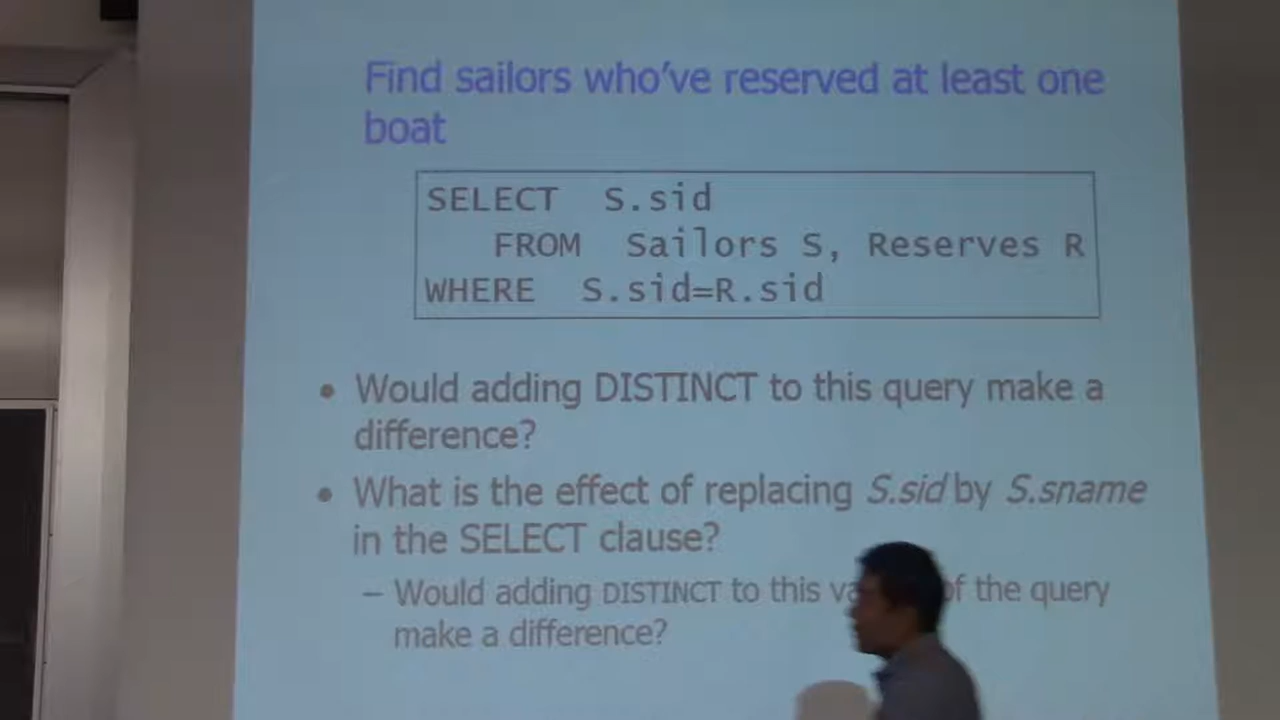 Find sailors who've reserved at least one
boat
SELECT S.sid
FROM Sailors S, Reserves R
WHERE S.sid=R.sid
• Would adding DISTINCT to this query make a
difference?
• What is the effect of replacing S.sid by S.sname
in the SELECT clause?
– Would adding DISTINCT to this of the query
make a difference?